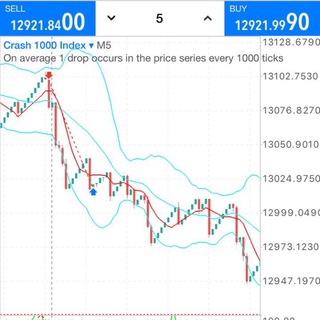 SELL
12921.8400
5
BUY
12921.9990
Crash 1000 Index ▾ M5
On average 1 drop occurs in the price series every 1000 ticks
13128.6790
13102.7530
13076.8270
13050.9010
13024.9750
12999.0490
12973.1230
12947.1970